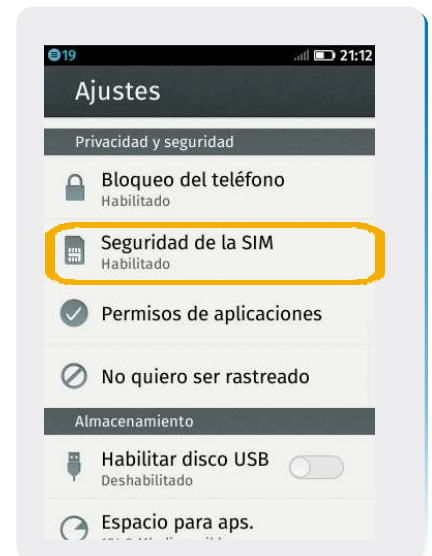 19 21:12
Ajustes
Privacidad y seguridad
Bloqueo del teléfono
Habilitado
Seguridad de la SIM
Habilitado
Permisos de aplicaciones
No quiero ser rastreado
Almacenamiento
Habilitar disco USB
Deshabilitado
Espacio para aps.